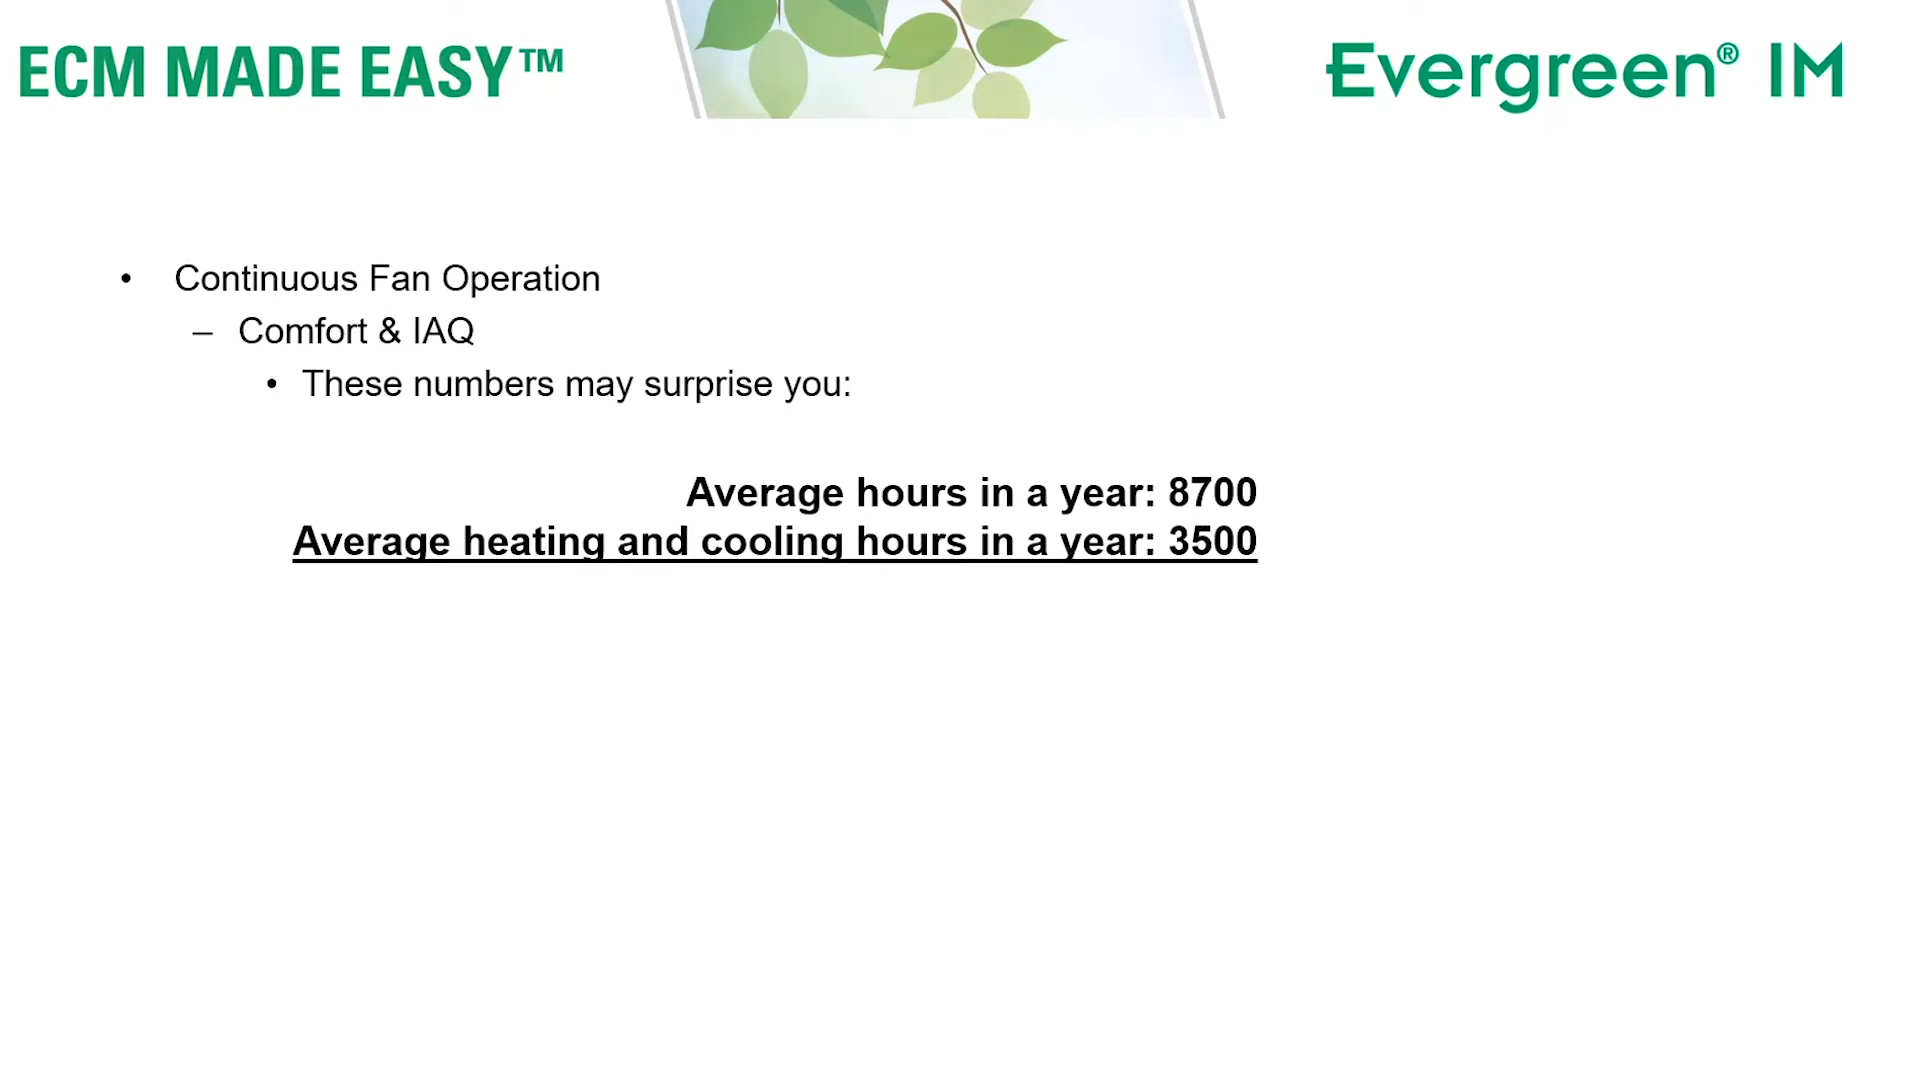 ECM MADE EASY™
Evergreen® IM
• Continuous Fan Operation
– Comfort & IAQ
• These numbers may surprise you:
Average hours in a year: 8700
Average heating and cooling hours in a year: 3500